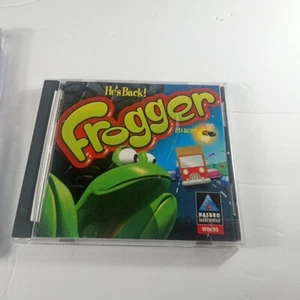 He's Back!
Frogger
CD-ROM
HASBRO
Interactive
WIN 95